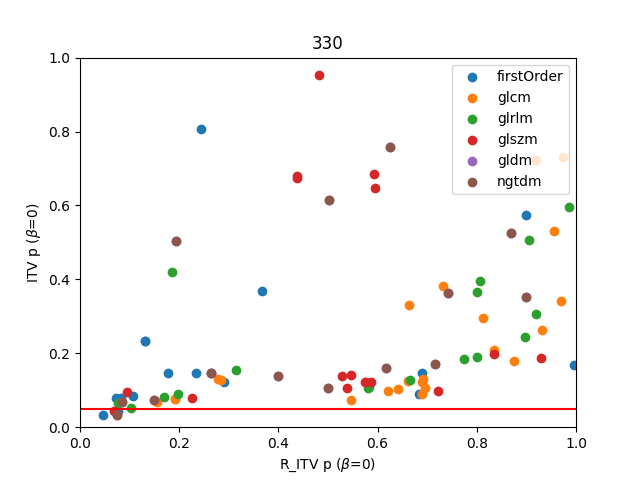 330
1.0
0.8
0.6
0.4
0.2
0.0
ITV p (β=0)
0.0 0.2 0.4 0.6 0.8 1.0
R_ITV p (β=0)
firstOrder
glcm
glrlm
glszm
gldm
ngtdm